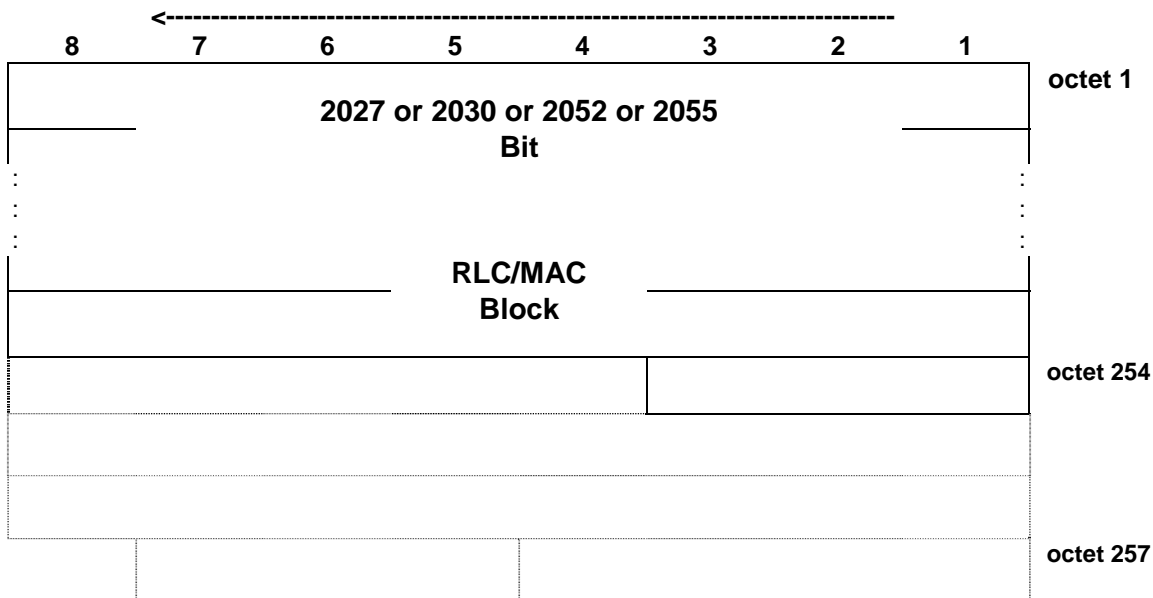 <--------------------------------------------------------------------------------
8 7 6 5 4 3 2 1
octet 1
2027 or 2030 or 2052 or 2055
Bit
: :
: :
: :
RLC/MAC
Block
octet 254
octet 257